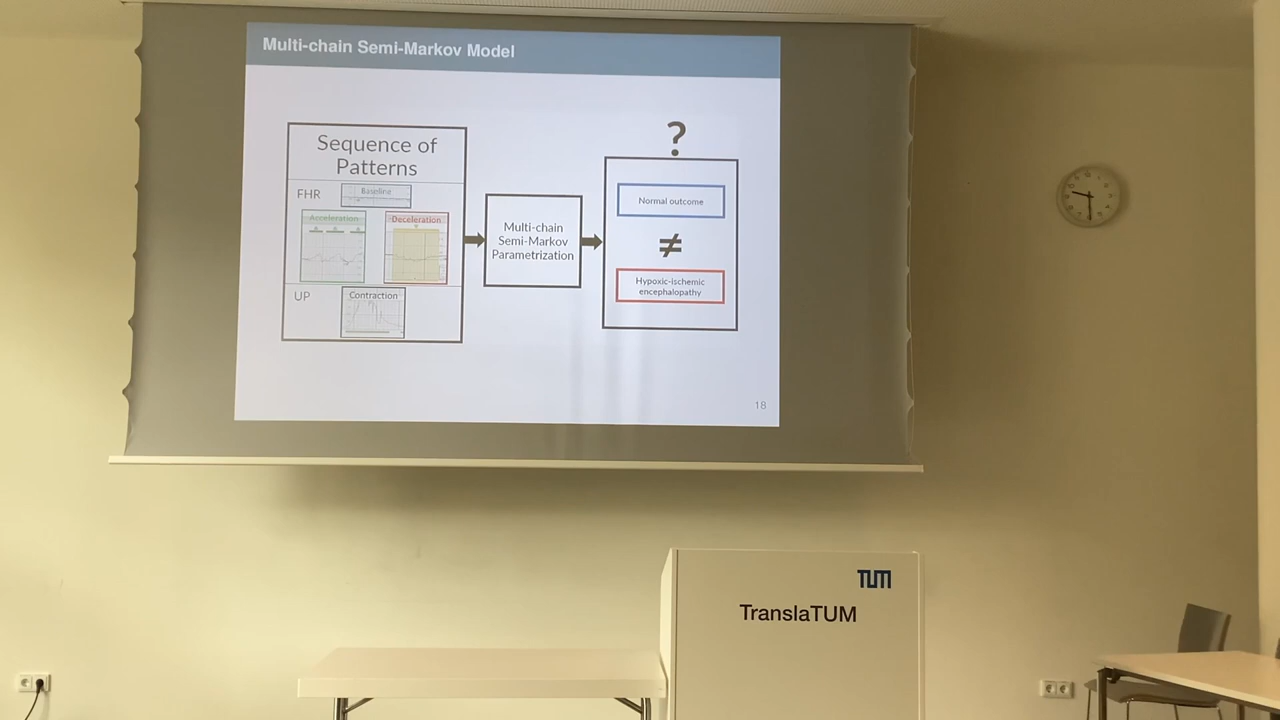 Multi-chain Semi-Markov Model
Sequence of
Patterns
FHR
Baseline
Acceleration
Deceleration
UP
Contraction
Multi-chain
Semi-Markov
Parametrization
?
Normal outcome
≠
Hypoxic-ischemic
encephalopathy
18
TUM
TranslaTUM